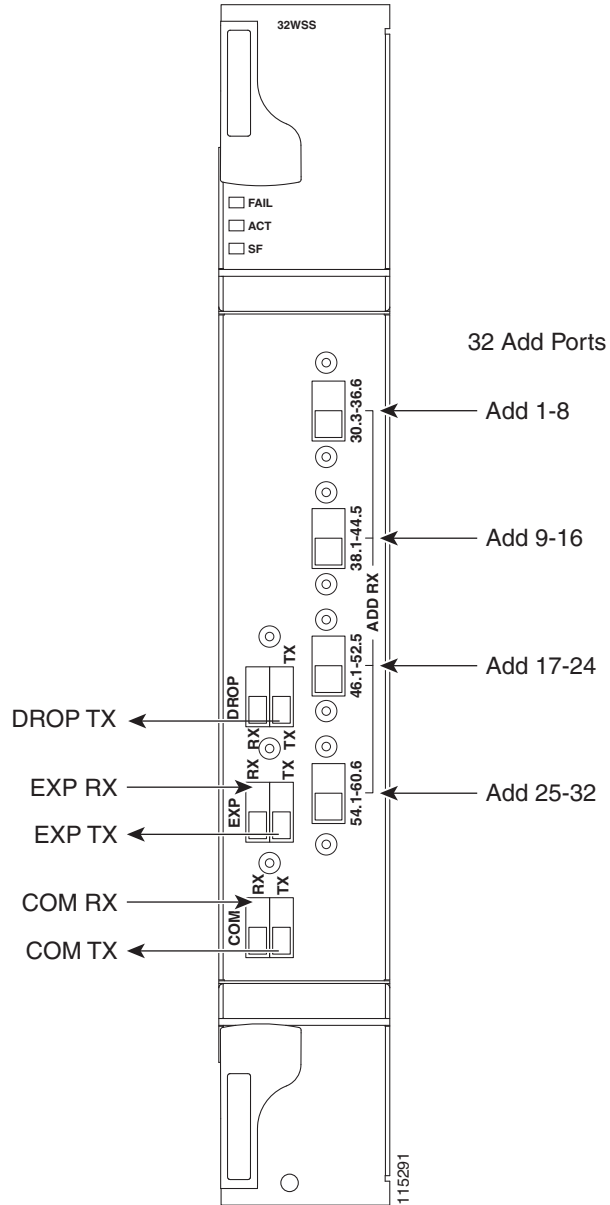 32WSS
FAIL
ACT
SF
32 Add Ports
30.3-36.6
Add 1-8
38.1-44.5
Add 9-16
ADD RX
46.1-52.5
Add 17-24
54.1-60.6
Add 25-32
DROP
TX
RX
TX
DROP TX
EXP
RX
TX
EXP RX
EXP TX
COM
RX
TX
COM RX
COM TX
115291